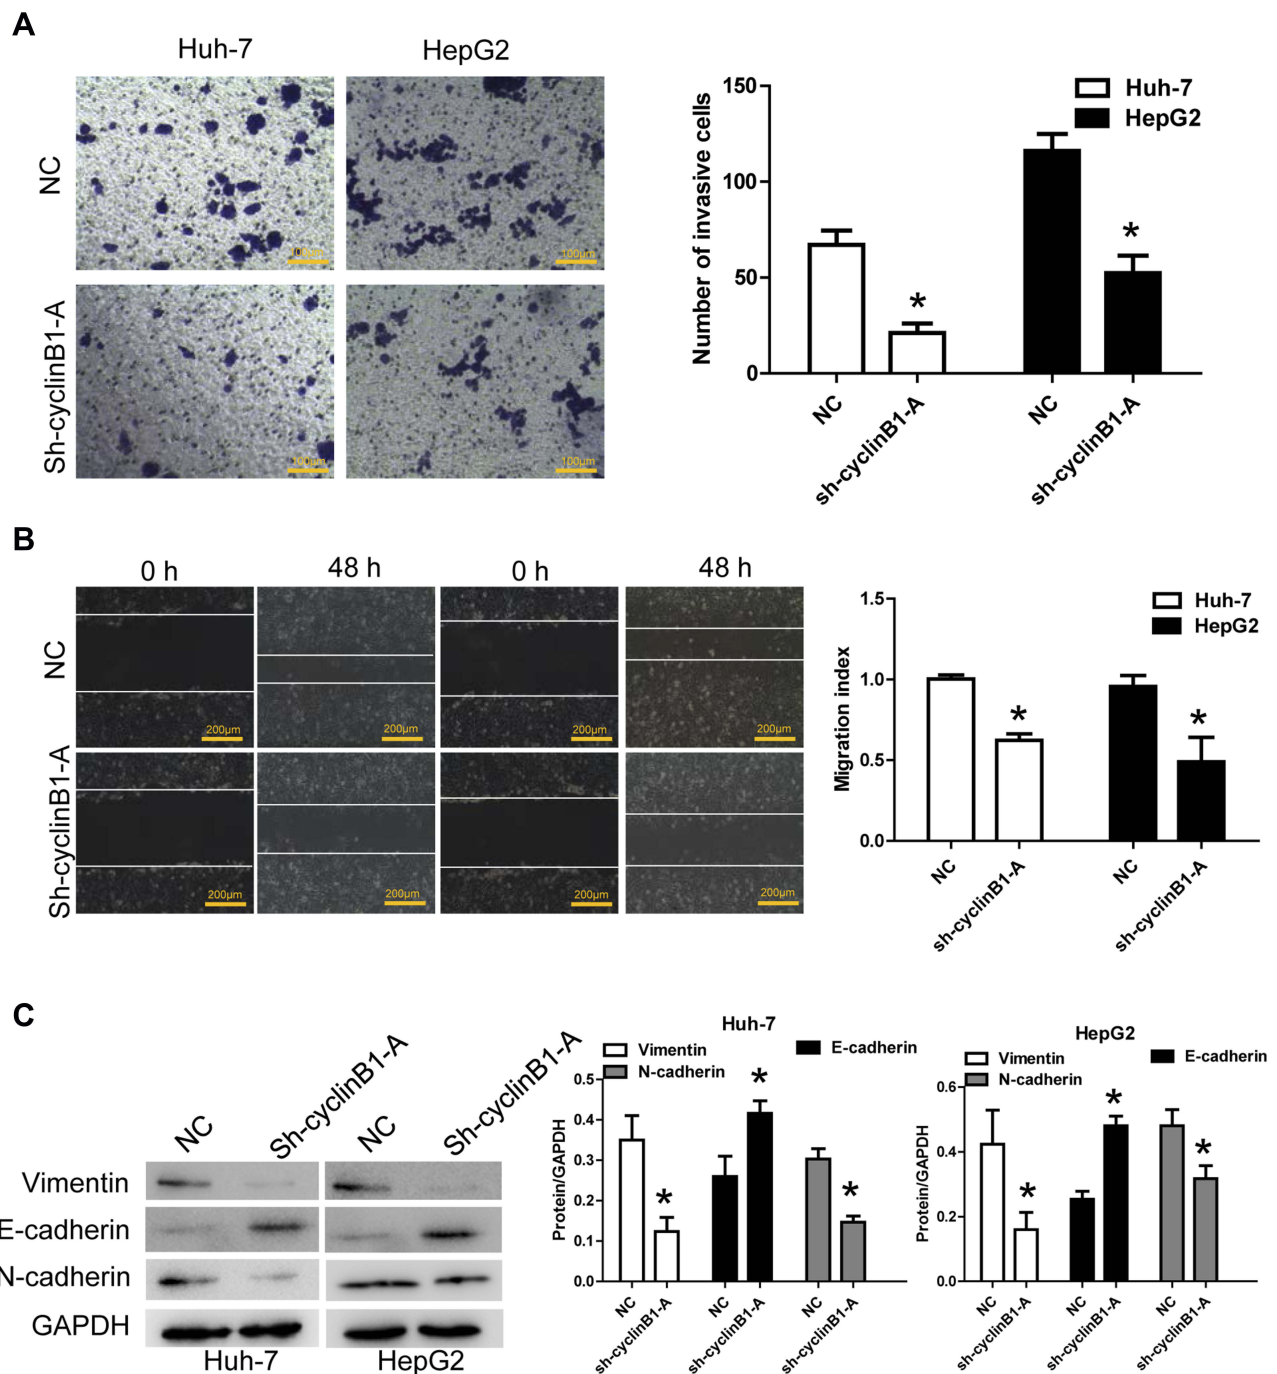 A
Huh-7
HepG2
NC
Sh-cyclinB1-A
100µm
100µm
100µm
100µm
Number of invasive cells
150
100
50
0
Huh-7
HepG2
*
*
NC
sh-cyclinB1-A
NC
sh-cyclinB1-A
B
0 h
48 h
0 h
48 h
NC
Sh-cyclinB1-A
200µm
200µm
200µm
200µm
200µm
200µm
200µm
200µm
Migration index
1.5
1.0
0.5
0.0
Huh-7
HepG2
*
*
NC
sh-cyclinB1-A
NC
sh-cyclinB1-A
C
NC
Sh-cyclinB1-A
NC
Sh-cyclinB1-A
Vimentin
E-cadherin
N-cadherin
GAPDH
Huh-7
HepG2
Huh-7
Vimentin
E-cadherin
N-cadherin
Protein/GAPDH
0.5
0.4
0.3
0.2
0.1
0.0
*
*
*
NC
sh-cyclinB1-A
NC
sh-cyclinB1-A
NC
sh-cyclinB1-A
HepG2
Vimentin
E-cadherin
N-cadherin
Protein/GAPDH
0.6
0.4
0.2
0.0
*
*
*
NC
sh-cyclinB1-A
NC
sh-cyclinB1-A
NC
sh-cyclinB1-A